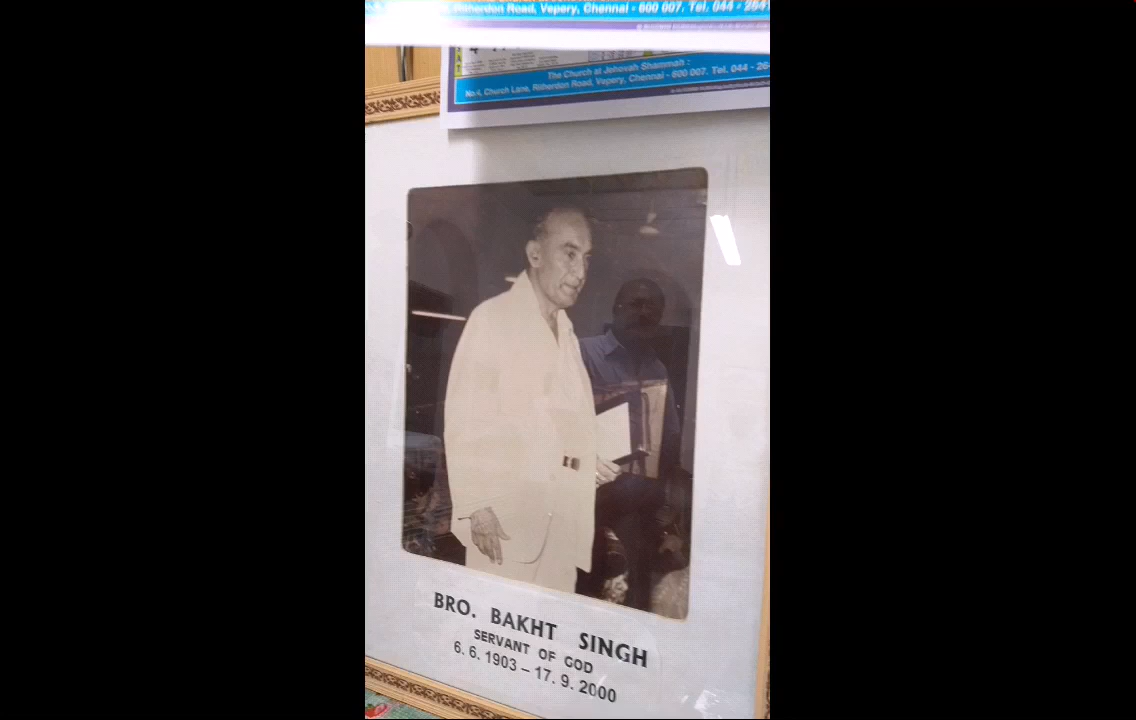 Ritherdon Road, Vepery, Chennai - 600 007. Tel. 044 -
The Church at Jehovah Shammah :
No.4, Church Lane, Ritherdon Road, Vepery, Chennai - 600 007. Tel. 044 - 26
BRO. BAKHT SINGH
SERVANT OF GOD
6. 6. 1903 – 17. 9. 2000